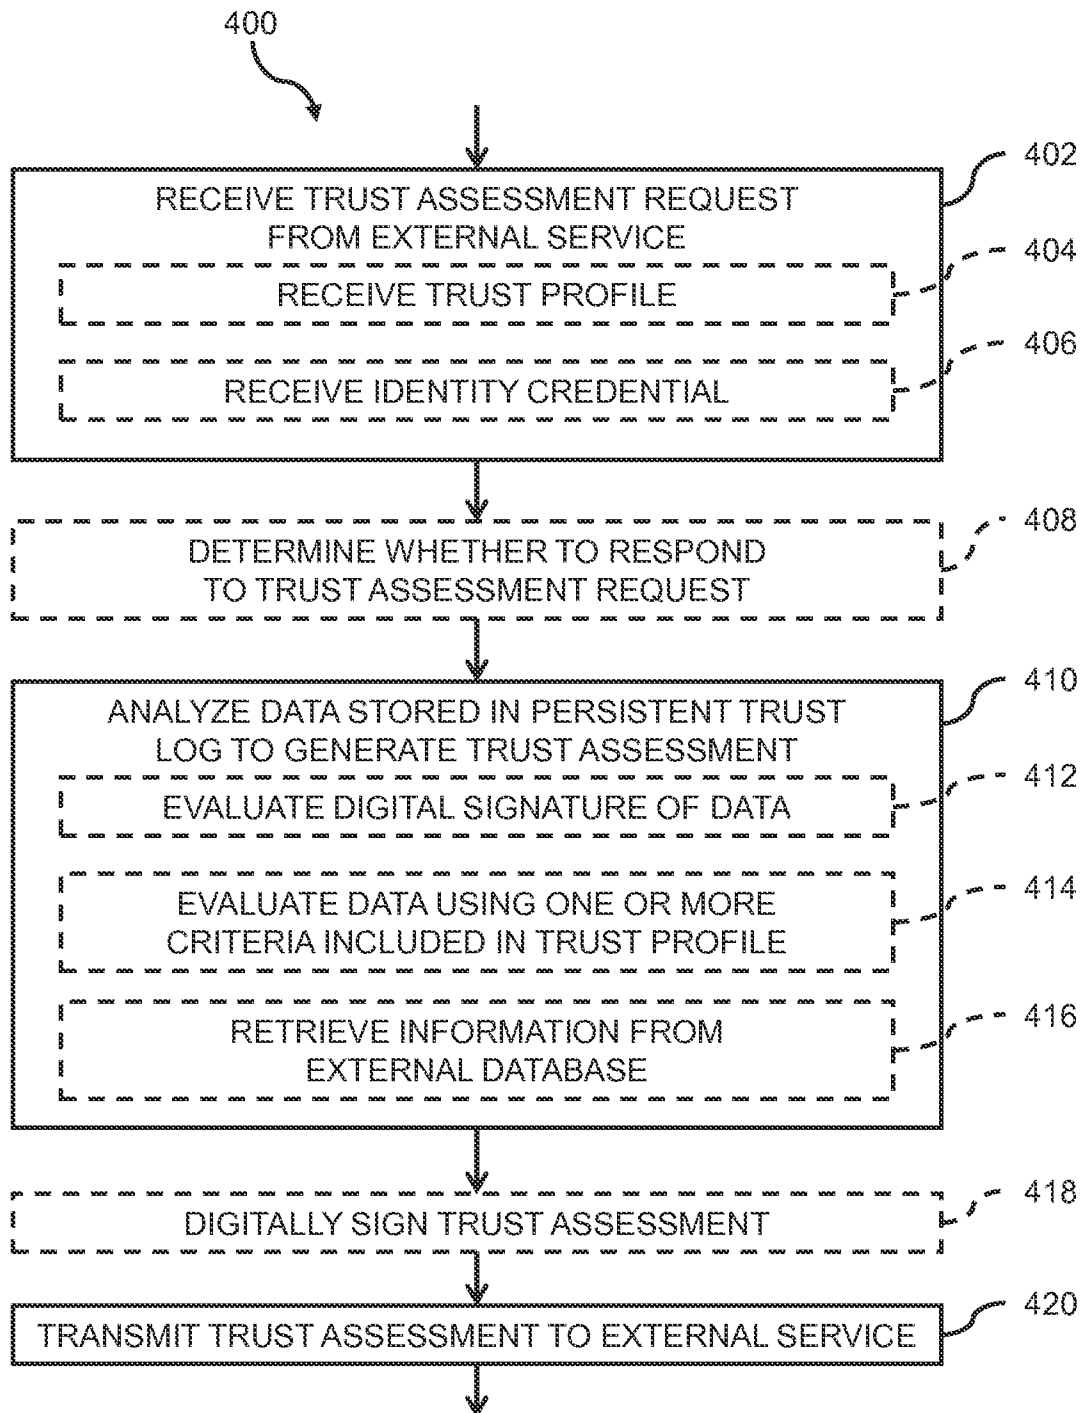 400
402
RECEIVE TRUST ASSESSMENT REQUEST
FROM EXTERNAL SERVICE
404
RECEIVE TRUST PROFILE
406
RECEIVE IDENTITY CREDENTIAL
408
DETERMINE WHETHER TO RESPOND
TO TRUST ASSESSMENT REQUEST
410
ANALYZE DATA STORED IN PERSISTENT TRUST
LOG TO GENERATE TRUST ASSESSMENT
412
EVALUATE DIGITAL SIGNATURE OF DATA
414
EVALUATE DATA USING ONE OR MORE
CRITERIA INCLUDED IN TRUST PROFILE
416
RETRIEVE INFORMATION FROM
EXTERNAL DATABASE
418
DIGITALLY SIGN TRUST ASSESSMENT
420
TRANSMIT TRUST ASSESSMENT TO EXTERNAL SERVICE